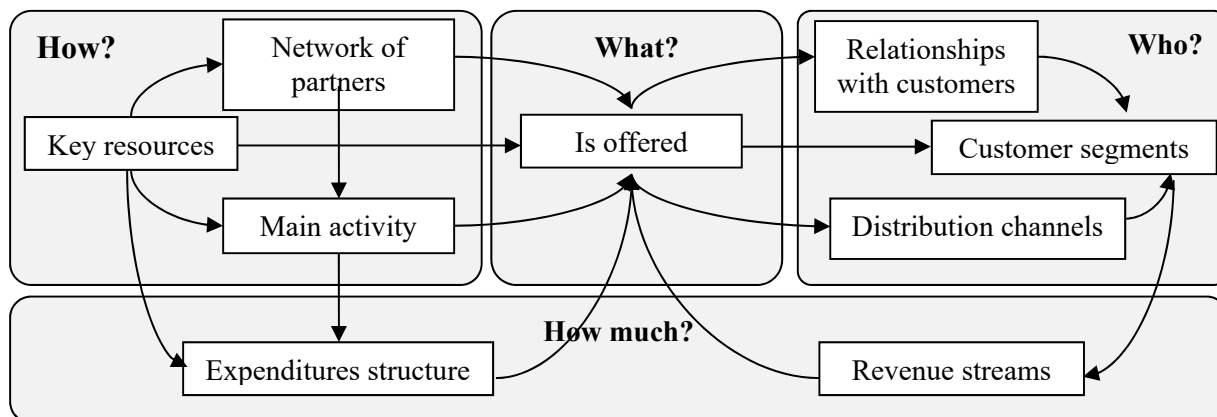 How?
Network of
partners
Key resources
Main activity
What?
Is offered
Who?
Relationships
with customers
Customer segments
Distribution channels
How much?
Expenditures structure
Revenue streams